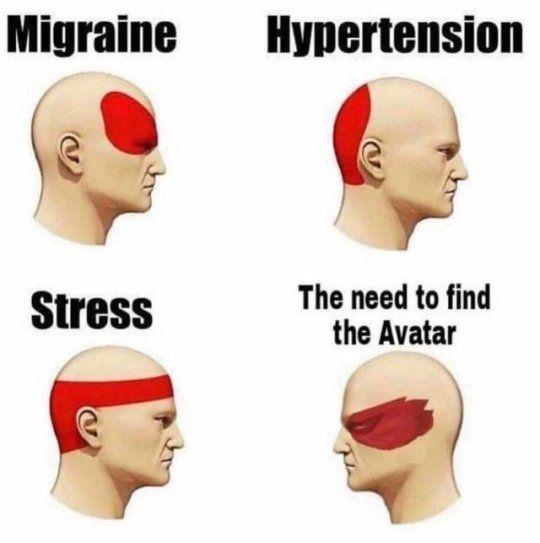 Migraine
Hypertension
Stress
The need to find
the Avatar